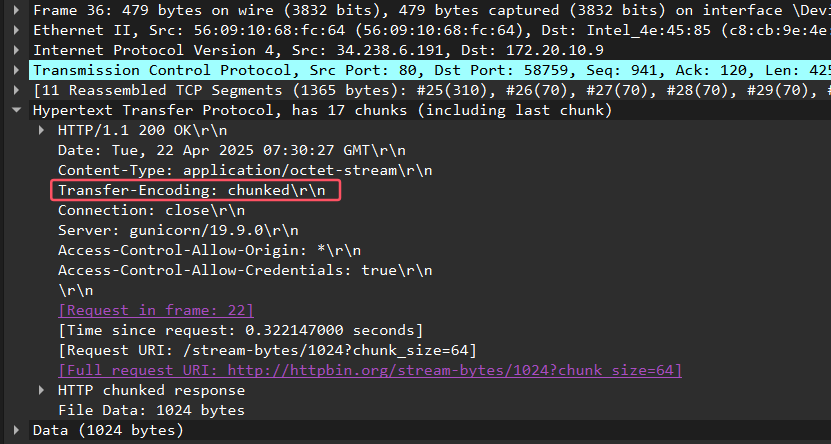 Frame 36: 479 bytes on wire (3832 bits), 479 bytes captured (3832 bits) on interface \Devi
Ethernet II, Src: 56:09:10:68:fc:64 (56:09:10:68:fc:64), Dst: Intel_4e:45:85 (c8:cb:9e:4e:
Internet Protocol Version 4, Src: 34.238.6.191, Dst: 172.20.10.9
Transmission Control Protocol, Src Port: 80, Dst Port: 58759, Seq: 941, Ack: 120, Len: 425
[11 Reassembled TCP Segments (1365 bytes): #25(310), #26(70), #27(70), #28(70), #29(70), #
Hypertext Transfer Protocol, has 17 chunks (including last chunk)
HTTP/1.1 200 OK\r\n
Date: Tue, 22 Apr 2025 07:30:27 GMT\r\n
Content-Type: application/octet-stream\r\n
Transfer-Encoding: chunked\r\n
Connection: close\r\n
Server: gunicorn/19.9.0\r\n
Access-Control-Allow-Origin: *\r\n
Access-Control-Allow-Credentials: true\r\n
\r\n
[Request in frame: 22]
[Time since request: 0.322147000 seconds]
[Request URI: /stream-bytes/1024?chunk_size=64]
[Full request URI: http://httpbin.org/stream-bytes/1024?chunk_size=64]
HTTP chunked response
File Data: 1024 bytes
Data (1024 bytes)